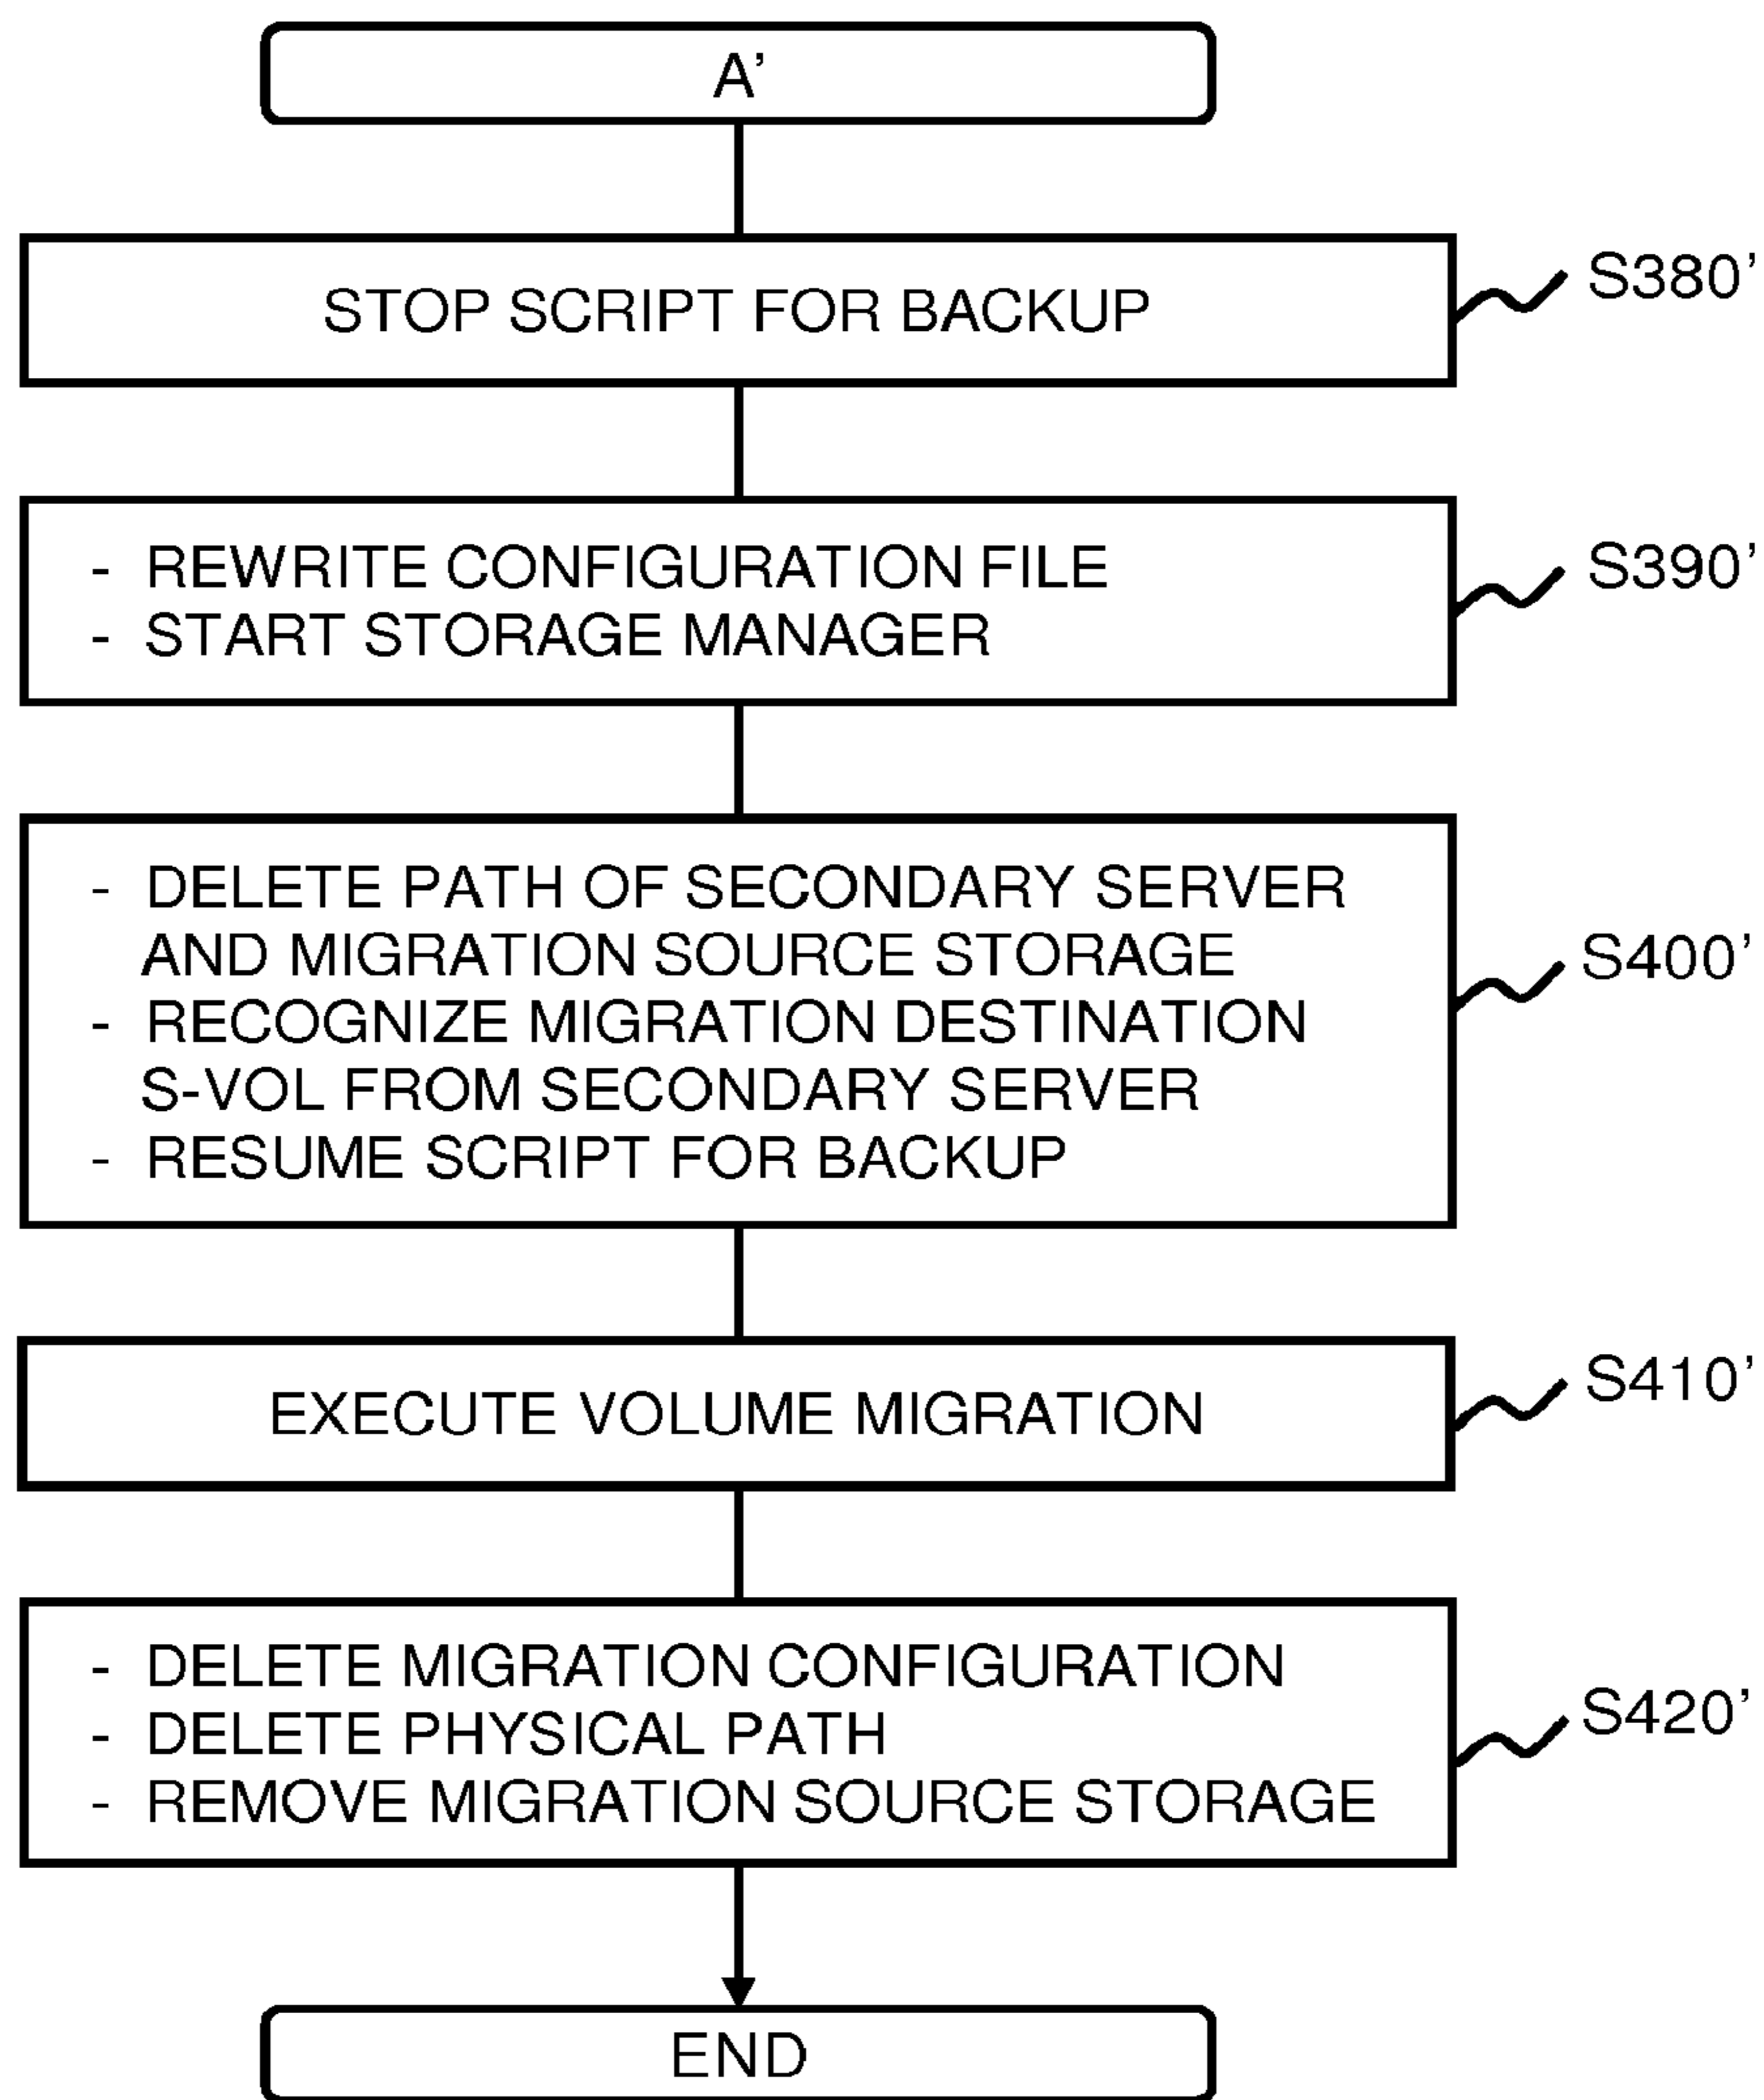 A'
STOP SCRIPT FOR BACKUP
S380'
- REWRITE CONFIGURATION FILE
- START STORAGE MANAGER
S390'
- DELETE PATH OF SECONDARY SERVER
AND MIGRATION SOURCE STORAGE
- RECOGNIZE MIGRATION DESTINATION
S-VOL FROM SECONDARY SERVER
- RESUME SCRIPT FOR BACKUP
S400'
EXECUTE VOLUME MIGRATION
S410'
- DELETE MIGRATION CONFIGURATION
- DELETE PHYSICAL PATH
- REMOVE MIGRATION SOURCE STORAGE
S420'
END